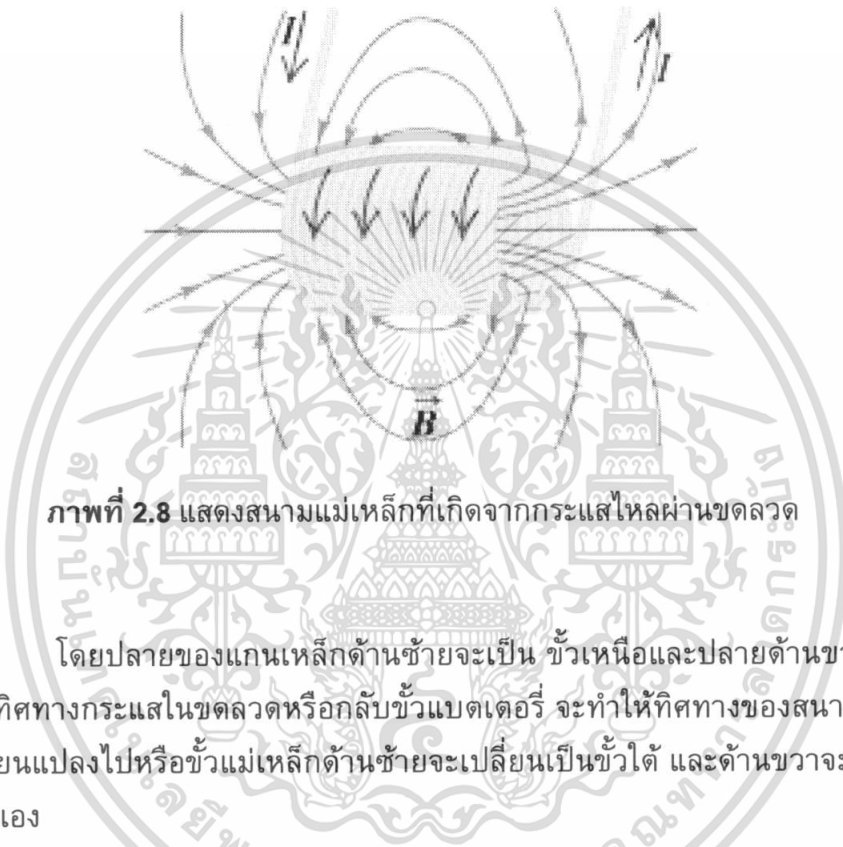 I
I
B
ภาพที่ 2.8 แสดงสนามแม่เหล็กที่เกิดจากกระแสไหลผ่านขดลวด
โดยปลายของแกนเหล็กด้านซ้ายจะเป็น ขั้วเหนือและปลายด้านขว
ทิศทางกระแสในขดลวดหรือกลับขั้วแบตเตอรี่ จะทำให้ทิศทางของสนา
ยนแปลงไปหรือขั้วแม่เหล็กด้านซ้ายจะเปลี่ยนเป็นขั้วใต้ และด้านขวาจะ
เอง